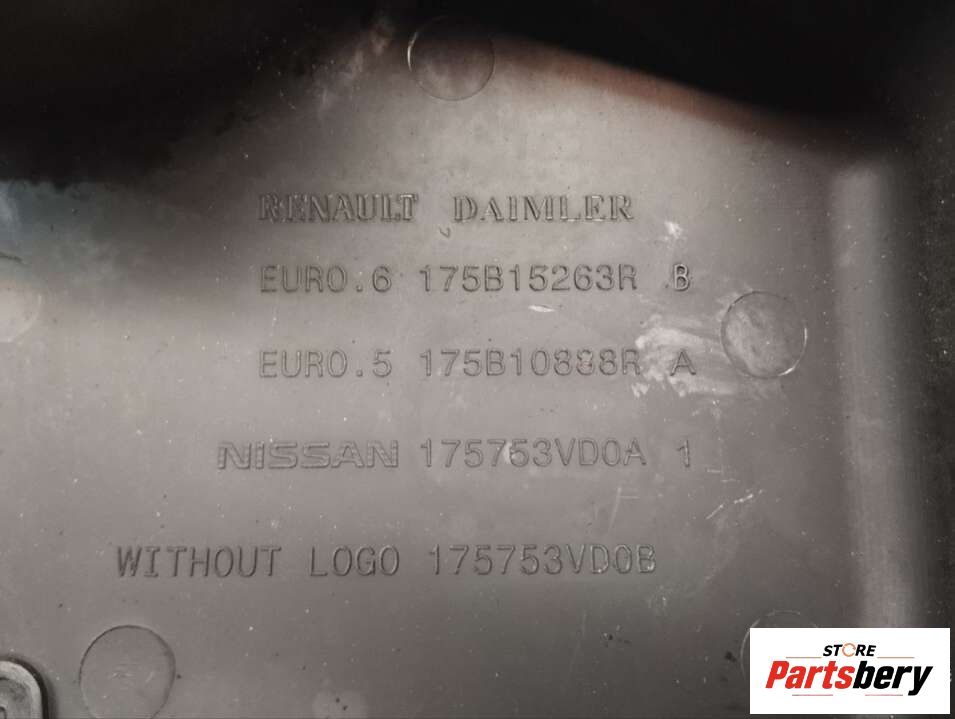 RENAULT DAIMLER
EURO.6 175B15263R B
EURO.5 175B10888R A
NISSAN 175753VD0A 1
WITHOUT LOGO 175753VD0B
STORE
Partsbery